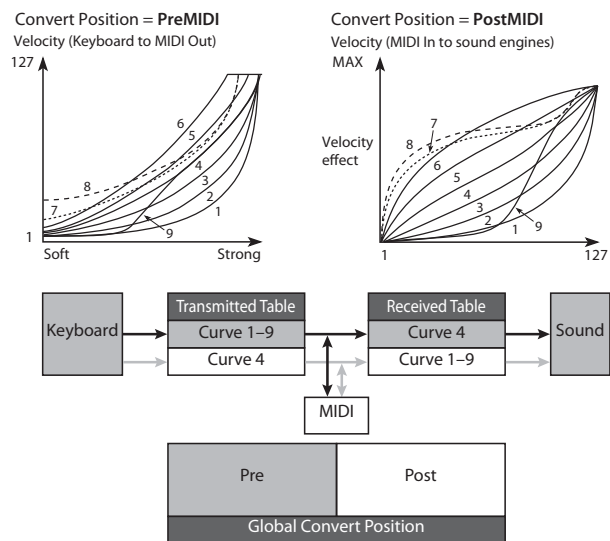 Convert Position = PreMIDI
Velocity (Keyboard to MIDI Out)
127
6
5
8
4
3
2
7
1
1
9
Soft
Strong
Convert Position = PostMIDI
Velocity (MIDI In to sound engines)
MAX
7
8
Velocity
effect
6
5
4
3
2
1
9
1
127
Keyboard
Transmitted Table
Curve 1–9
Curve 4
Received Table
Curve 4
Curve 1–9
Sound
MIDI
Pre
Post
Global Convert Position